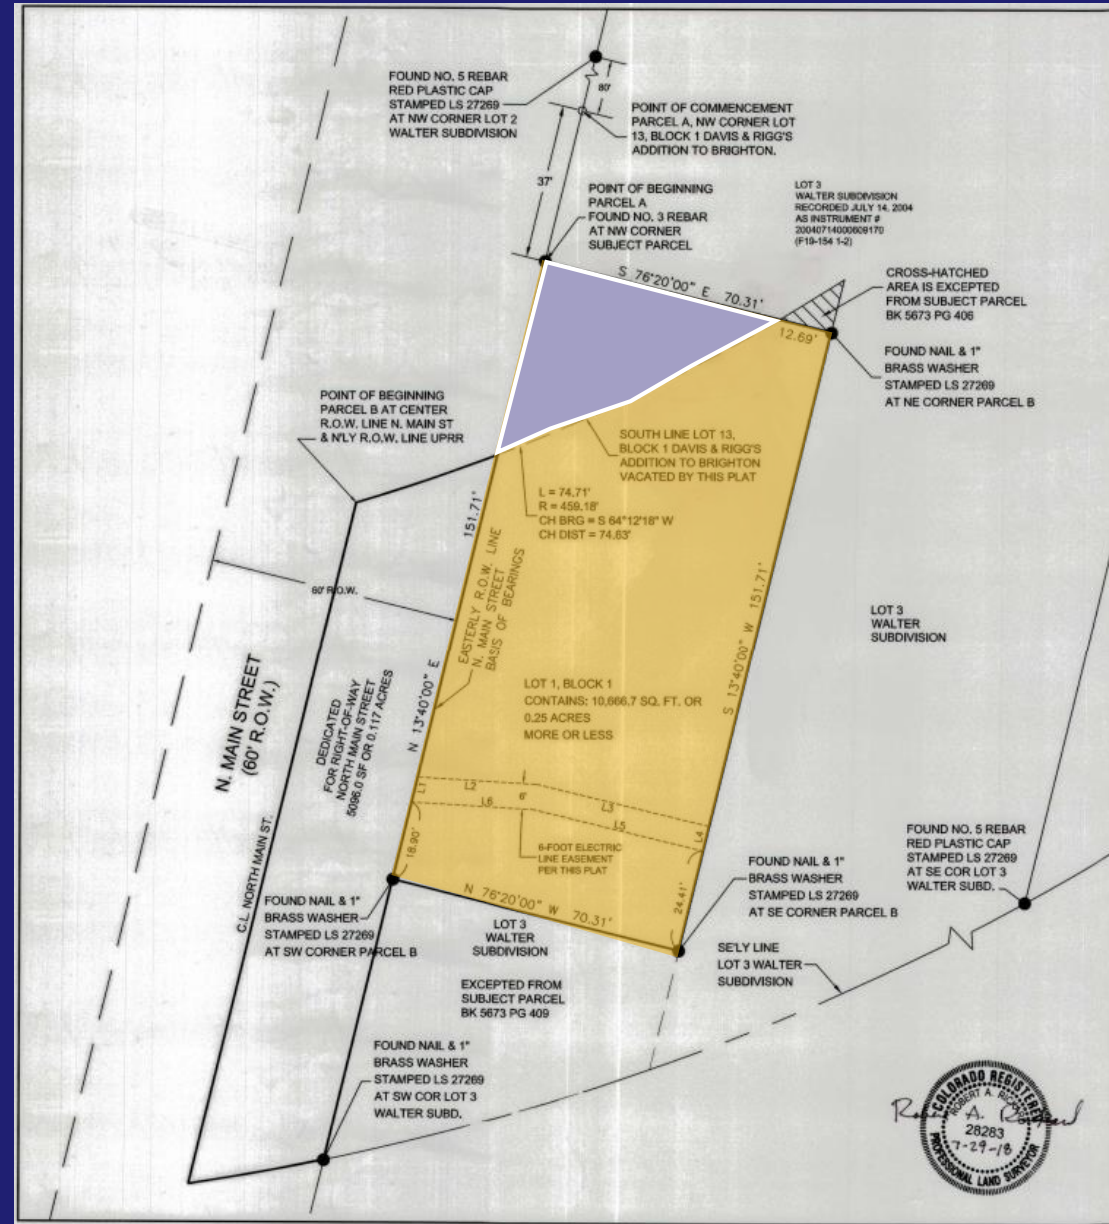 FOUND NO. 5 REBAR
RED PLASTIC CAP
STAMPED LS 27269
AT NW CORNER LOT 2
WALTER SUBDIVISION
80'
POINT OF COMMENCEMENT
PARCEL A, NW CORNER LOT
13, BLOCK 1 DAVIS & RIGG'S
ADDITION TO BRIGHTON.
37'
POINT OF BEGINNING
PARCEL A
FOUND NO. 3 REBAR
AT NW CORNER
SUBJECT PARCEL
LOT 3
WALTER SUBDIVISION
RECORDED JULY 14, 2004
AS INSTRUMENT #
20040714000609170
(F19-154 1-2)
S 76°20'00" E 70.31'
12.69'
CROSS-HATCHED
AREA IS EXCEPTED
FROM SUBJECT PARCEL
BK 5673 PG 406
FOUND NAIL & 1"
BRASS WASHER
STAMPED LS 27269
AT NE CORNER PARCEL B
POINT OF BEGINNING
PARCEL B AT CENTER
R.O.W. LINE N. MAIN ST
& N'LY R.O.W. LINE UPRR
SOUTH LINE LOT 13,
BLOCK 1 DAVIS & RIGG'S
ADDITION TO BRIGHTON
VACATED BY THIS PLAT
L = 74.71'
R = 459.18'
CH BRG = S 64°12'18" W
CH DIST = 74.63'
151.71'
N 13°40'00" E
EASTERLY R.O.W. LINE
N. MAIN STREET
BASIS OF BEARINGS
60' R.O.W.
S 13°40'00" W 151.71'
LOT 3
WALTER
SUBDIVISION
N. MAIN STREET
(60' R.O.W.)
DEDICATED
FOR RIGHT-OF-WAY
NORTH MAIN STREET
5096.0 SF OR 0.117 ACRES
LOT 1, BLOCK 1
CONTAINS: 10,666.7 SQ. FT. OR
0.25 ACRES
MORE OR LESS
L1
L2
6'
L3
L6
L5
L4
6-FOOT ELECTRIC
LINE EASEMENT
PER THIS PLAT
18.90'
24.41'
C.L. NORTH MAIN ST.
N 76°20'00" W 70.31'
FOUND NAIL & 1"
BRASS WASHER
STAMPED LS 27269
AT SW CORNER PARCEL B
LOT 3
WALTER
SUBDIVISION
EXCEPTED FROM
SUBJECT PARCEL
BK 5673 PG 409
FOUND NAIL & 1"
BRASS WASHER
STAMPED LS 27269
AT SE CORNER PARCEL B
FOUND NO. 5 REBAR
RED PLASTIC CAP
STAMPED LS 27269
AT SE COR LOT 3
WALTER SUBD.
SE'LY LINE
LOT 3 WALTER
SUBDIVISION
FOUND NAIL & 1"
BRASS WASHER
STAMPED LS 27269
AT SW COR LOT 3
WALTER SUBD.
COLORADO REGISTERED
ROBERT A.
28283
7-29-18
PROFESSIONAL LAND SURVEYOR